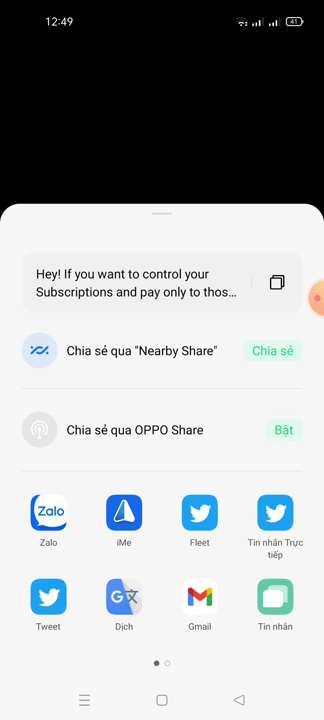 12:49
41
Hey! If you want to control your
Subscriptions and pay only to thos...
Chia sẻ qua "Nearby Share"
Chia sẻ
Chia sẻ qua OPPO Share
Bật
Zalo
Zalo
iMe
Fleet
Tin nhắn Trực
tiếp
G文
Tweet
Dịch
Gmail
Tin nhắn